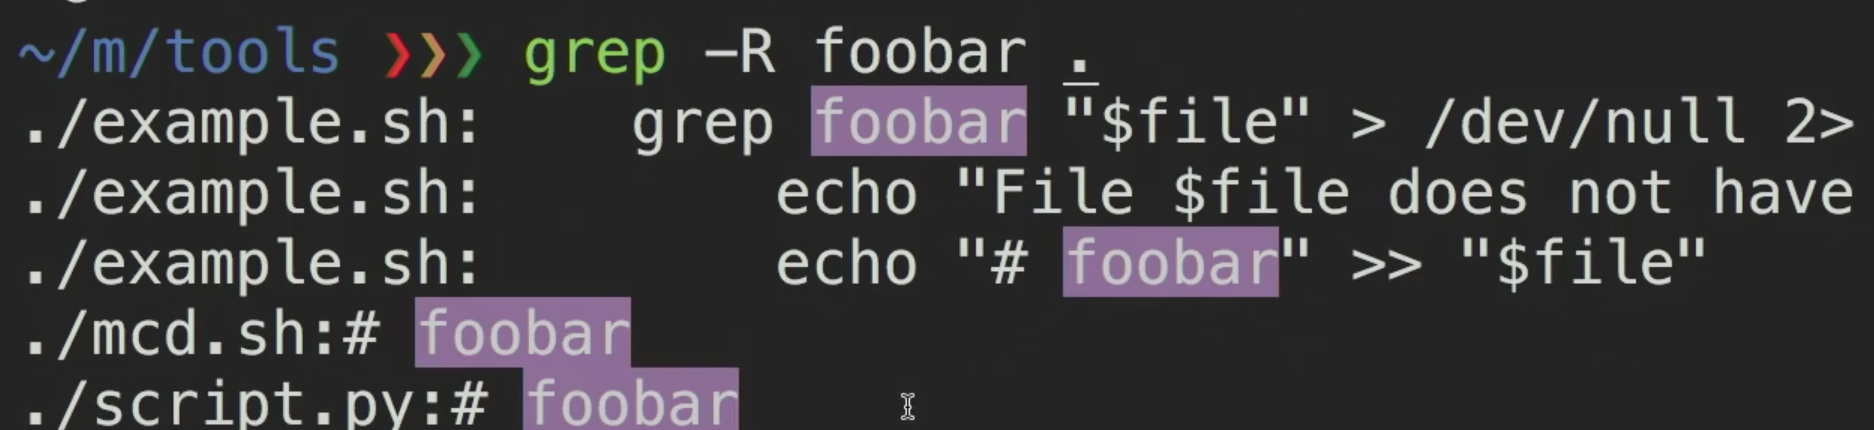 ~/m/tools ❯❯❯ grep -R foobar .
./example.sh:    grep foobar "$file" > /dev/null 2>
./example.sh:        echo "File $file does not have
./example.sh:        echo "# foobar" >> "$file"
./mcd.sh:# foobar
./script.py:# foobar